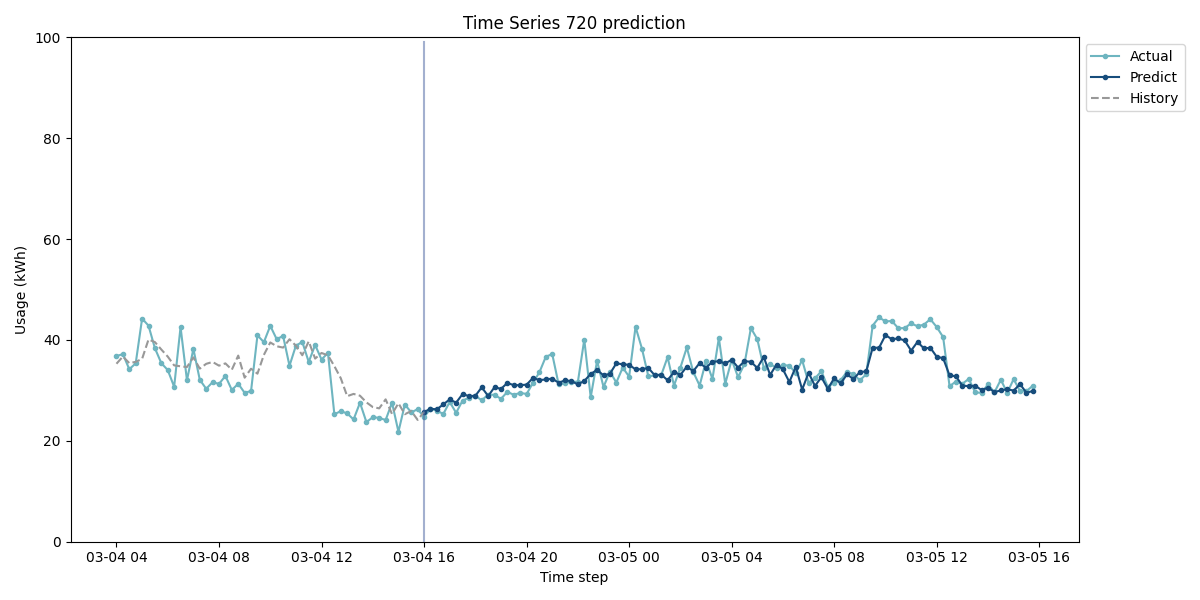 Time Series 720 prediction
Usage (kWh)
100
80
60
40
20
0
03-04 04
03-04 08
03-04 12
03-04 16
03-04 20
03-05 00
03-05 04
03-05 08
03-05 12
03-05 16
Time step
Actual
Predict
History